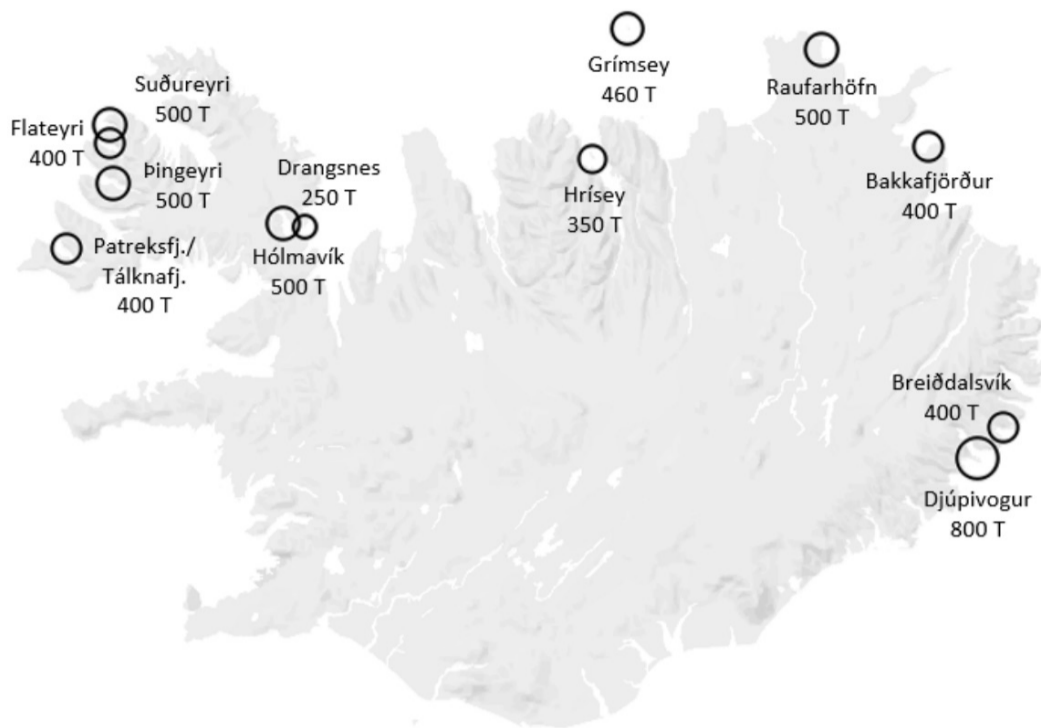 Grímsey
460 T
Raufarhöfn
500 T
Suðureyri
500 T
Flateyri
400 T
Þingeyri
500 T
Drangsnes
250 T
Hrísey
350 T
Bakkafjörður
400 T
Patreksfj./
Tálknafj.
400 T
Hólmavík
500 T
Breiðdalsvík
400 T
Djúpivogur
800 T